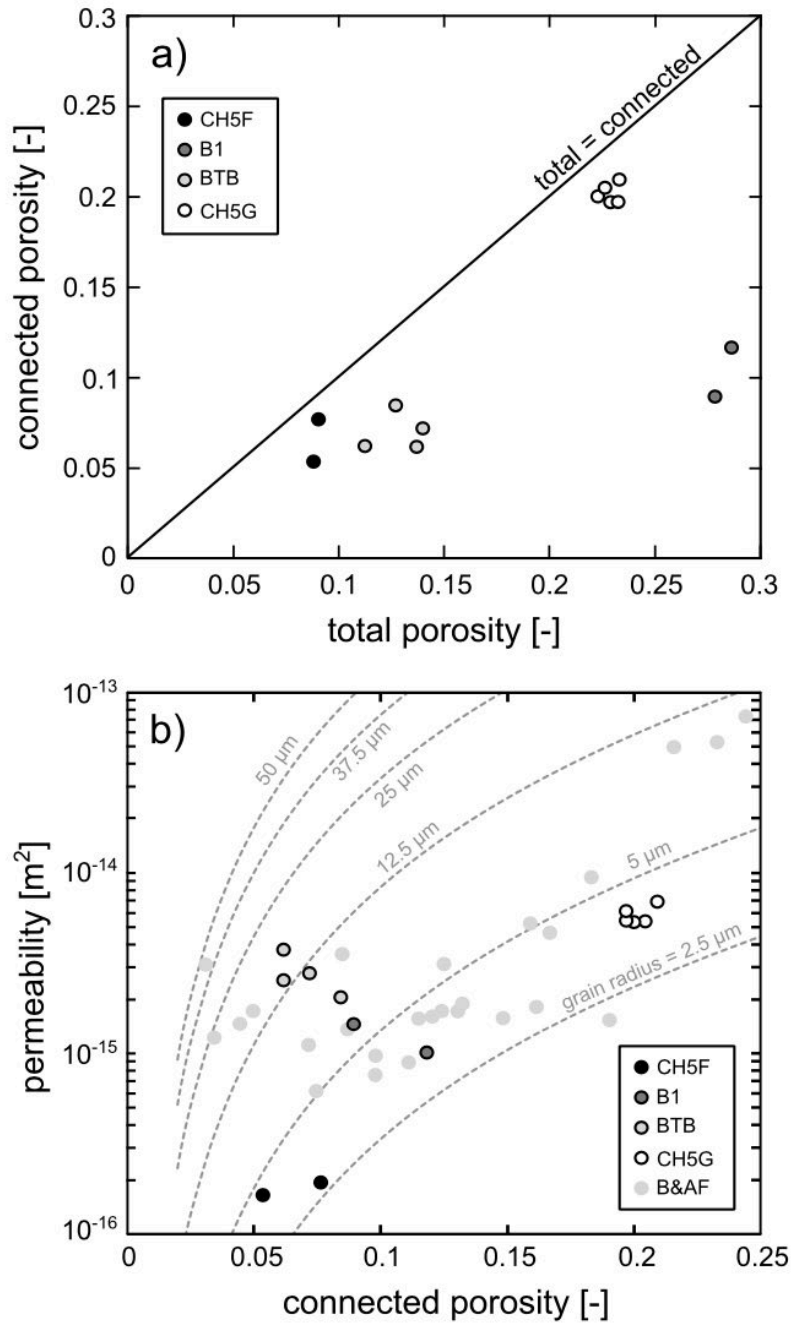 a)
CH5F
B1
BTB
CH5G
total = connected
connected porosity [-]
0.3
0.25
0.2
0.15
0.1
0.05
0
0 0.05 0.1 0.15 0.2 0.25 0.3
total porosity [-]
b)
50 µm
37.5 µm
25 µm
12.5 µm
5 µm
grain radius = 2.5 µm
permeability [m²]
10⁻¹³
10⁻¹⁴
10⁻¹⁵
10⁻¹⁶
CH5F
B1
BTB
CH5G
B&AF
0 0.05 0.1 0.15 0.2 0.25
connected porosity [-]